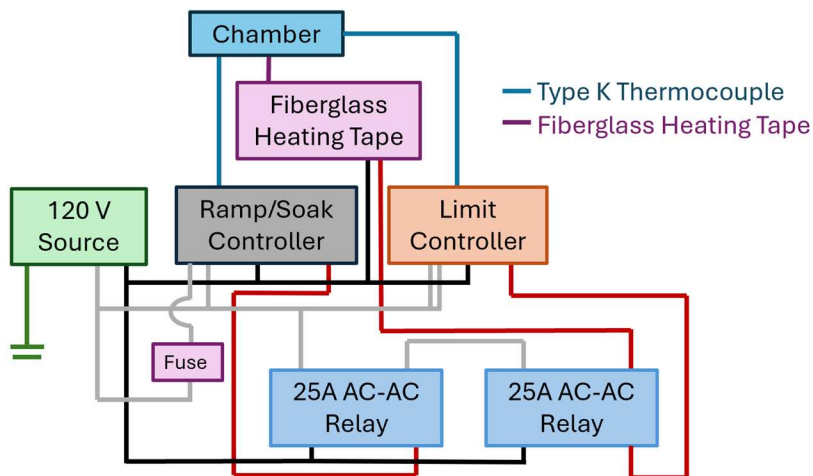 Chamber
Fiberglass
Heating Tape
Type K Thermocouple
Fiberglass Heating Tape
120 V
Source
Ramp/Soak
Controller
Limit
Controller
Fuse
25A AC-AC
Relay
25A AC-AC
Relay